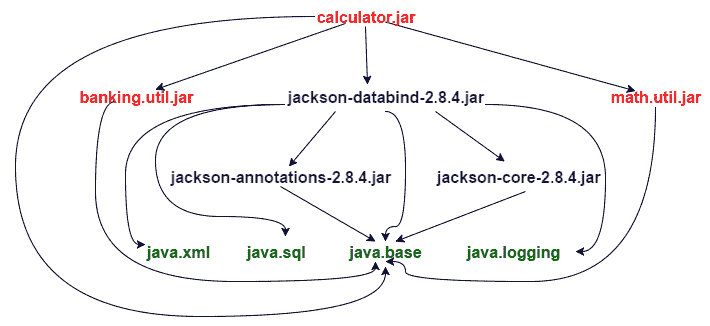 calculator.jar
banking.util.jar
jackson-databind-2.8.4.jar
math.util.jar
jackson-annotations-2.8.4.jar
jackson-core-2.8.4.jar
java.xml
java.sql
java.base
java.logging